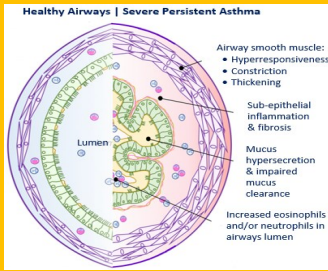 Healthy Airways | Severe Persistent Asthma
Airway smooth muscle:
• Hyperresponsiveness
• Constriction
• Thickening
Sub-epithelial
inflammation
& fibrosis
Lumen
Mucus
hypersecretion
& impaired
mucus
clearance
Increased eosinophils
and/or neutrophils in
airways lumen